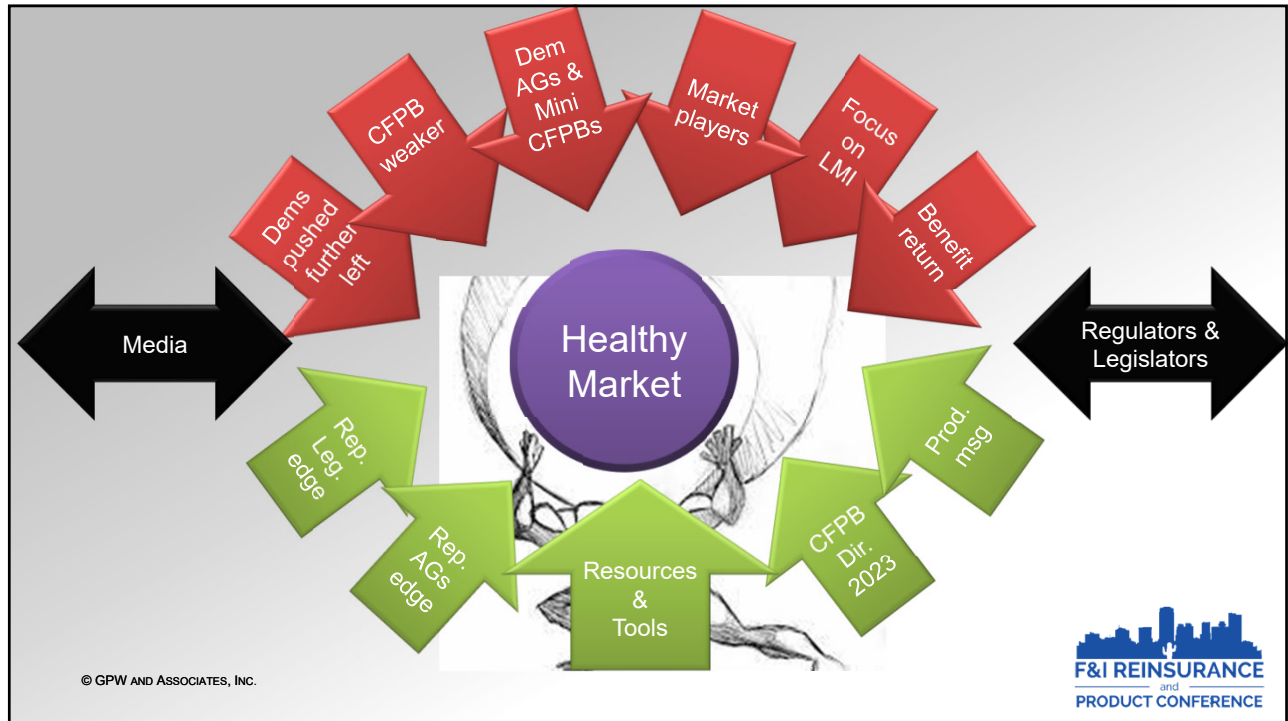 Dems
pushed
further
left
CFPB
weaker
Dem
AGs &
Mini
CFPBs
Market
players
Focus
on
LMI
Benefit
return
Media
Healthy
Market
Regulators &
Legislators
Rep.
Leg.
edge
Rep.
AGs
edge
Resources
&
Tools
CFPB
Dir.
2023
Prod.
msg
© GPW AND ASSOCIATES, INC.
F&I REINSURANCE
and
PRODUCT CONFERENCE